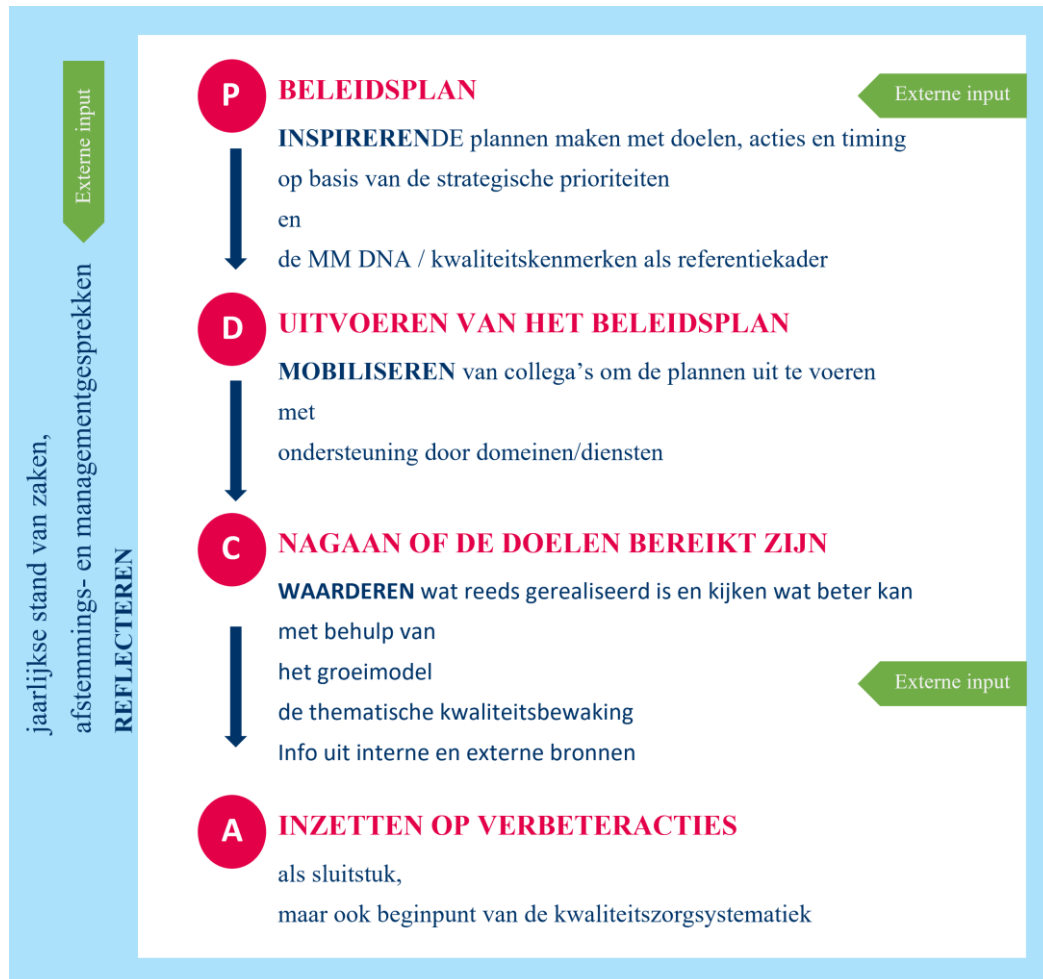 P
BELEIDSPLAN
Externe input
INSPIRERENDE plannen maken met doelen, acties en timing
op basis van de strategische prioriteiten
en
de MM DNA / kwaliteitskenmerken als referentiekader
D
UITVOEREN VAN HET BELEIDSPLAN
MOBILISEREN van collega’s om de plannen uit te voeren
met
ondersteuning door domeinen/diensten
C
NAGAAN OF DE DOELEN BEREIKT ZIJN
WAARDEREN wat reeds gerealiseerd is en kijken wat beter kan
met behulp van
het groeimodel
Externe input
de thematische kwaliteitsbewaking
Info uit interne en externe bronnen
A
INZETTEN OP VERBETERACTIES
als sluitstuk,
maar ook beginpunt van de kwaliteitszorgsystematiek
Externe input
jaarlijkse stand van zaken,
afstemmings- en managementgesprekken
REFLECTEREN